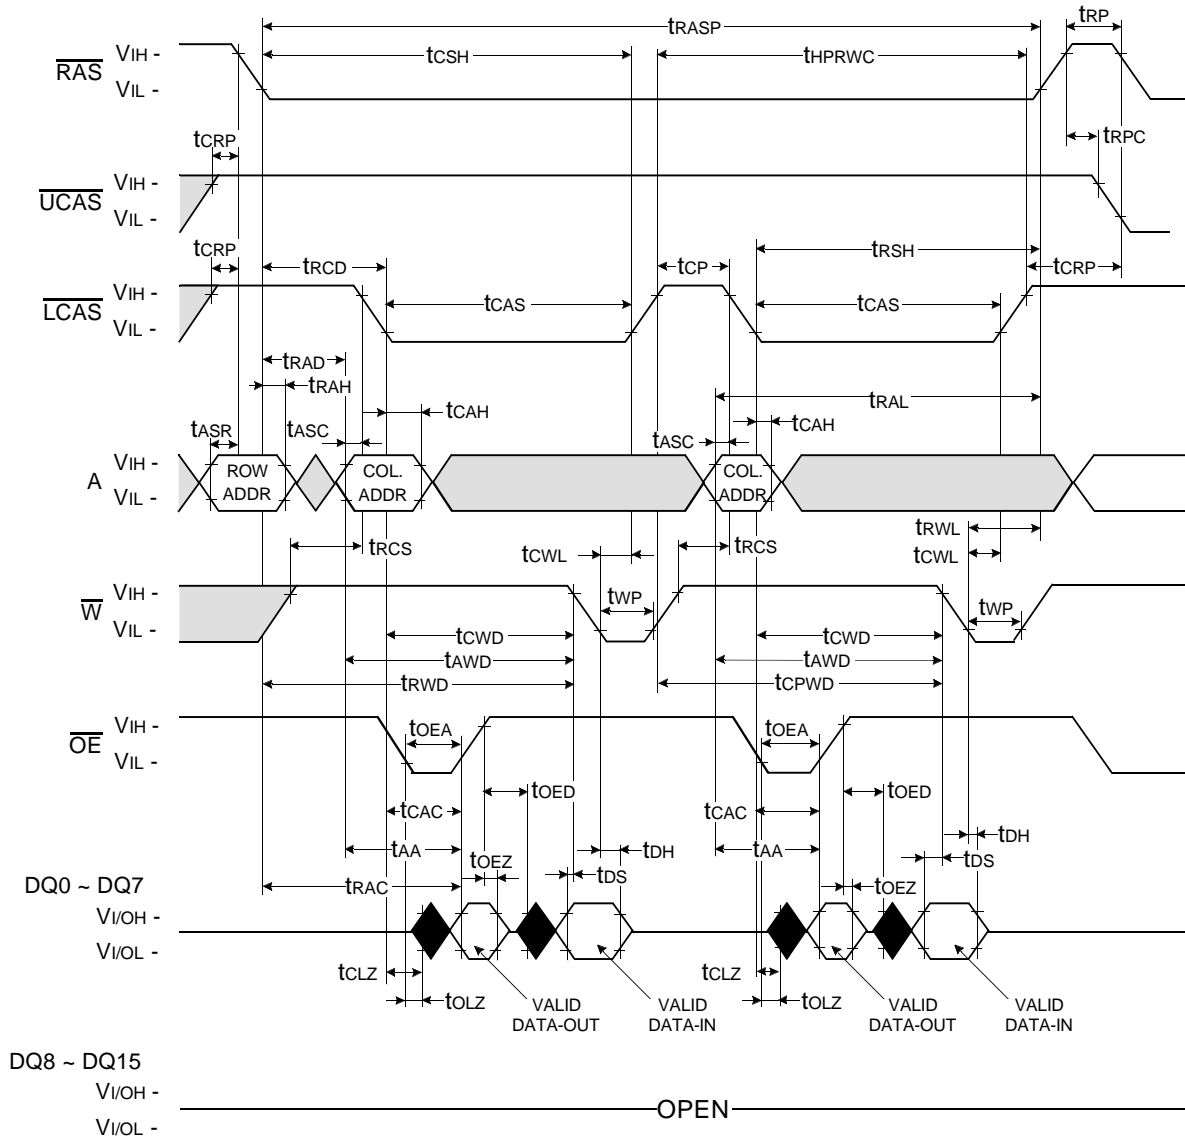 tRP
tRASP
VIH -
tCSH
tHPRWC
RAS
VIL -
tCRP
tRPC
VIH -
UCAS
VIL -
tCRP
tRCD
tCP
tRSH
tCRP
VIH -
tCAS
tCAS
LCAS
VIL -
tRAD
tRAH
tRAL
tCAH
tCAH
tASR
tASC
tASC
VIH -
ROW
ADDR
COL.
ADDR
COL.
ADDR
A
VIL -
tRWL
tRCS
tCWL
tRCS
tCWL
VIH -
W
tWP
tWP
VIL -
tCWD
tCWD
tAWD
tAWD
tRWD
tCPWD
VIH -
tOEA
tOEA
OE
VIL -
tOED
tOED
tCAC
tCAC
tDH
tDH
tAA
tOEZ
tDS
tAA
tDS
tOEZ
DQ0 ~ DQ7
tRAC
VI/OH -
VI/OL -
tCLZ
tCLZ
tOLZ
tOLZ
VALID
DATA-OUT
VALID
DATA-IN
VALID
DATA-OUT
VALID
DATA-IN
DQ8 ~ DQ15
VI/OH -
OPEN
VI/OL -